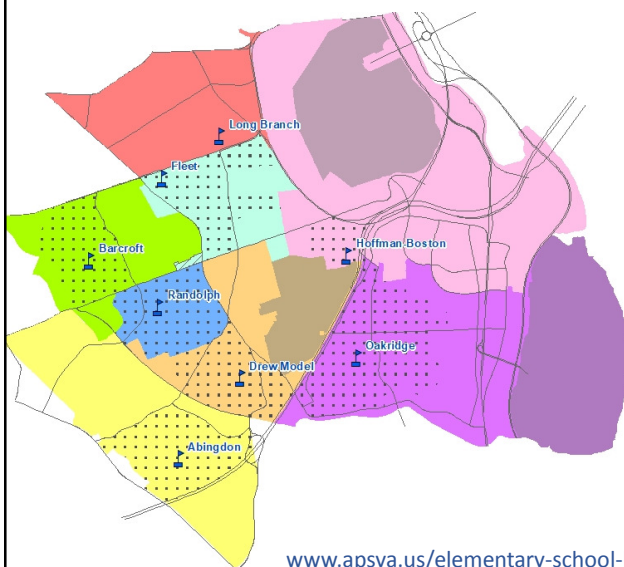 Long Branch
Fleet
Barcroft
Hoffman Boston
Randolph
Oakridge
Drew Model
Abingdon
www.apsva.us/elementary-school-